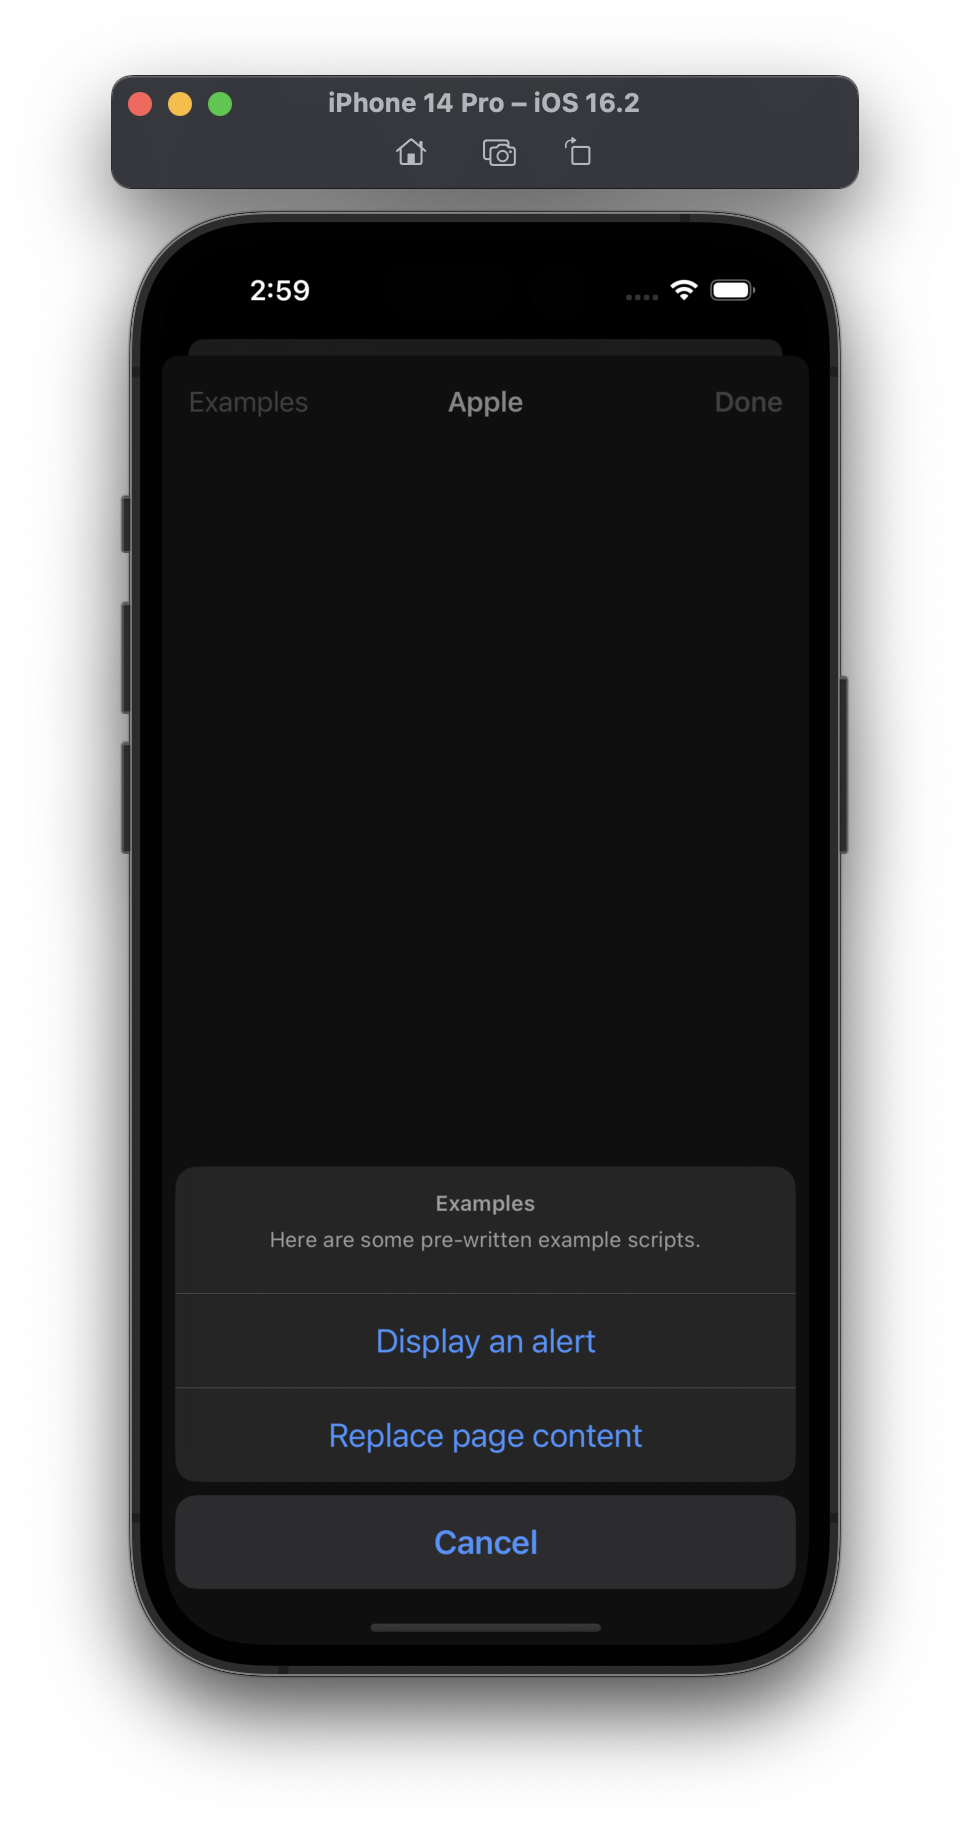 iPhone 14 Pro – iOS 16.2
2:59
Examples Apple Done
Examples
Here are some pre-written example scripts.
Display an alert
Replace page content
Cancel